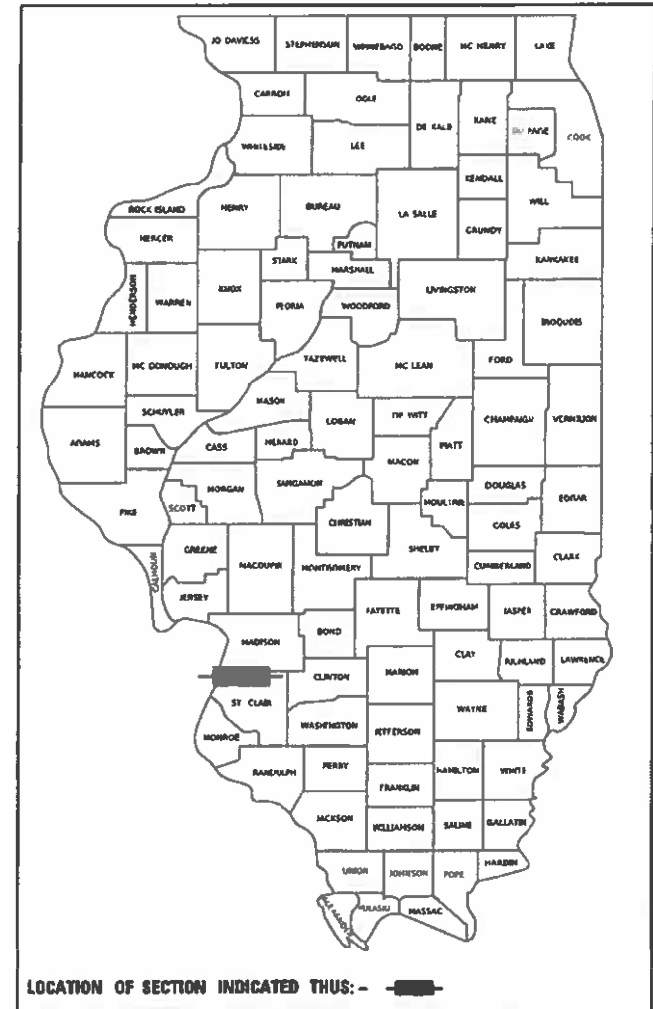 JO DAVIESS STEPHENSON WINNEBAGO BOONE MC HENRY LAKE
CARROLL OGLE DE KALB KANE DU PAGE COOK
WHITESIDE LEE
KENDALL
ROCK ISLAND HENRY BUREAU LA SALLE WILL
MERCER PUTNAM GRUNDY
STARK MARSHALL KANKAKEE
HENDERSON WARREN KNOX PEORIA WOODFORD LIVINGSTON
IROQUOIS
HANCOCK MC DONOUGH FULTON TAZEWELL MC LEAN FORD
MASON
SCHUYLER LOGAN DE WITT CHAMPAIGN VERMILION
ADAMS BROWN CASS MENARD PIATT
MACON
PIKE SCOTT MORGAN SANGAMON MOULTRIE DOUGLAS EDGAR
CHRISTIAN COLES
CALHOUN GREENE MACOUPIN MONTGOMERY SHELBY CUMBERLAND CLARK
JERSEY FAYETTE EFFINGHAM JASPER CRAWFORD
MADISON BOND
CLINTON MARION CLAY RICHLAND LAWRENCE
ST CLAIR WAYNE EDWARDS WABASH
MONROE WASHINGTON JEFFERSON
RANDOLPH PERRY HAMILTON WHITE
FRANKLIN
JACKSON WILLIAMSON SALINE GALLATIN
UNION JOHNSON POPE HARDIN
ALEXANDER PULASKI MASSAC
LOCATION OF SECTION INDICATED THUS: -